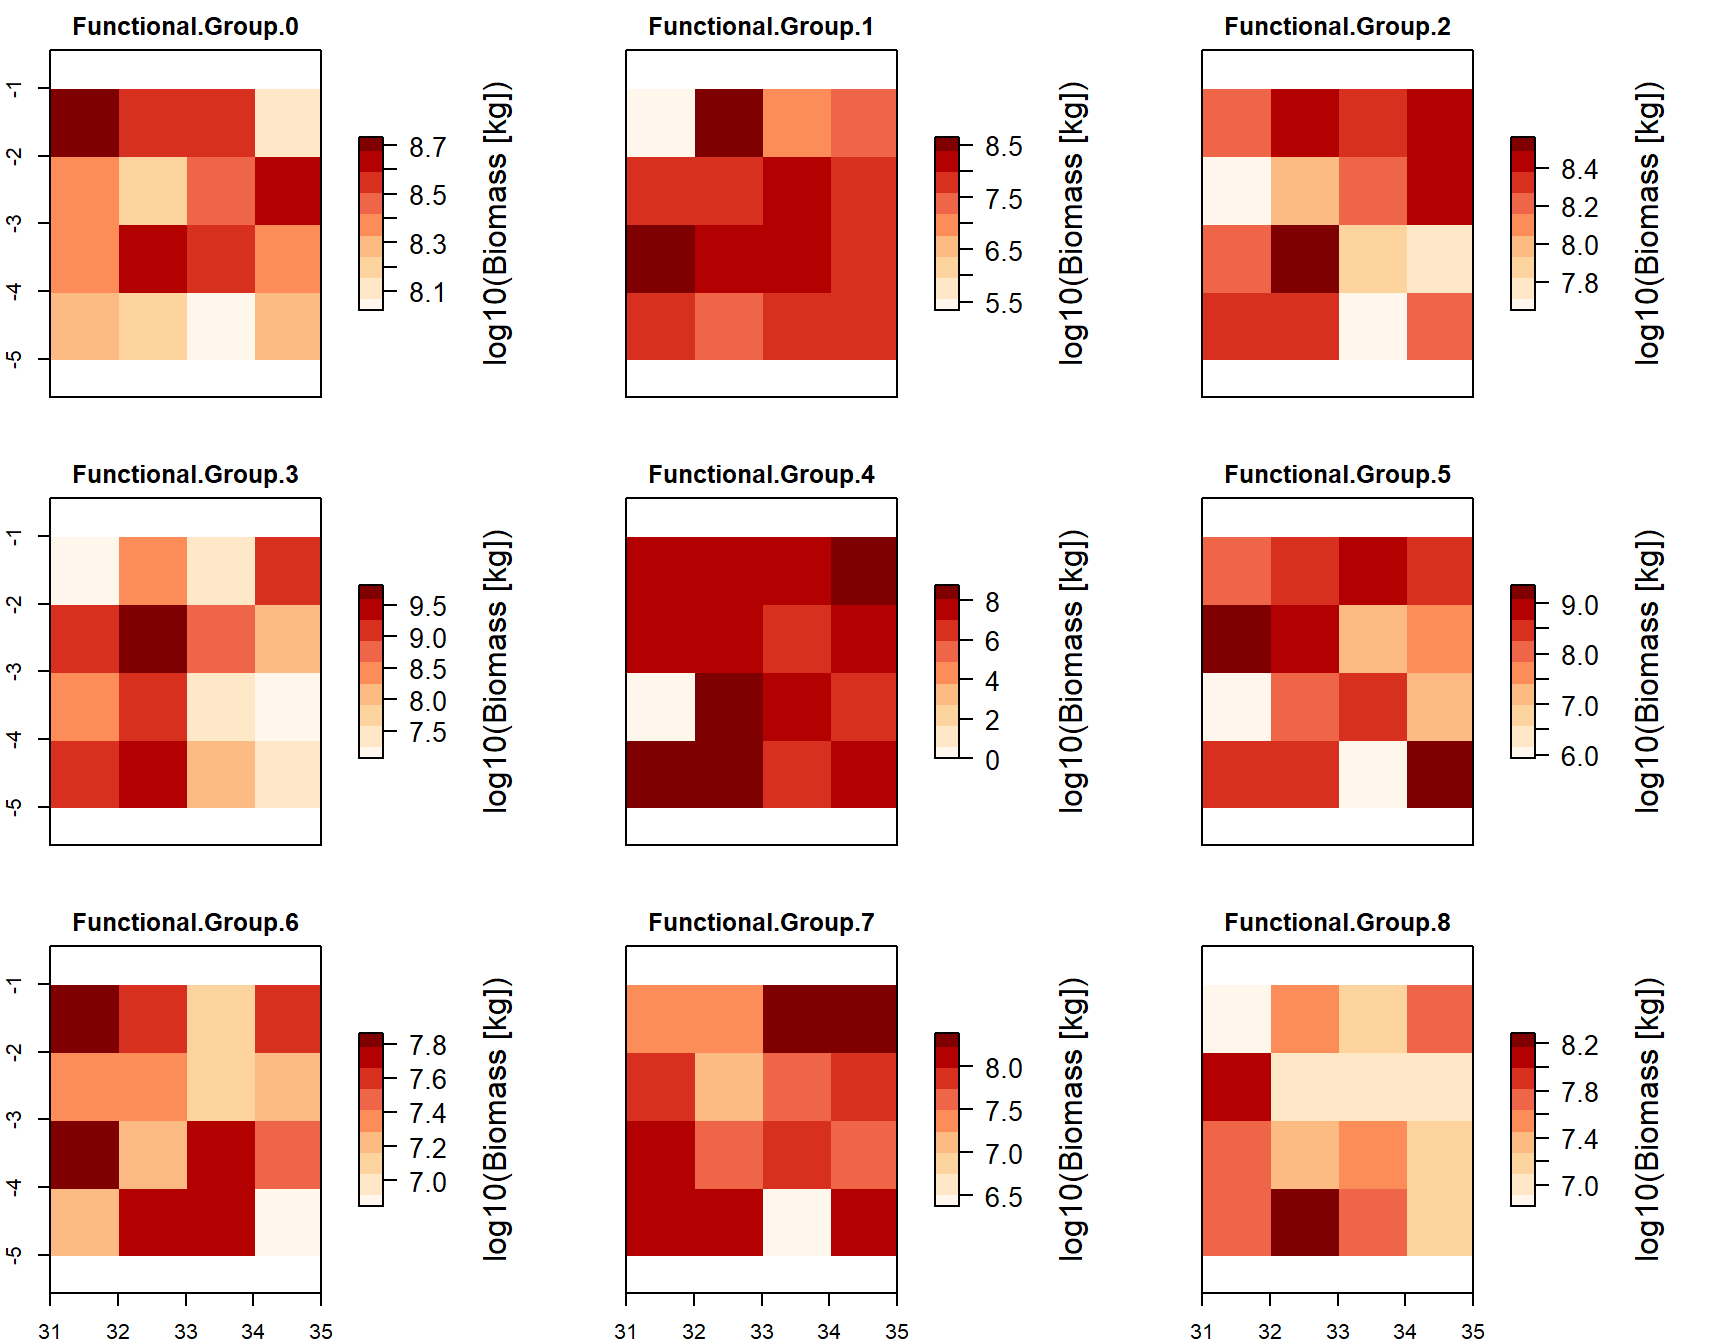 Functional.Group.0
-1
-2
-3
-4
-5
8.7
8.5
8.3
8.1
log10(Biomass [kg])
Functional.Group.1
8.5
7.5
6.5
5.5
log10(Biomass [kg])
Functional.Group.2
8.4
8.2
8.0
7.8
log10(Biomass [kg])
Functional.Group.3
-1
-2
-3
-4
-5
9.5
9.0
8.5
8.0
7.5
log10(Biomass [kg])
Functional.Group.4
8
6
4
2
0
log10(Biomass [kg])
Functional.Group.5
9.0
8.0
7.0
6.0
log10(Biomass [kg])
Functional.Group.6
-1
-2
-3
-4
-5
31 32 33 34 35
7.8
7.6
7.4
7.2
7.0
log10(Biomass [kg])
Functional.Group.7
31 32 33 34 35
8.0
7.5
7.0
6.5
log10(Biomass [kg])
Functional.Group.8
31 32 33 34 35
8.2
7.8
7.4
7.0
log10(Biomass [kg])